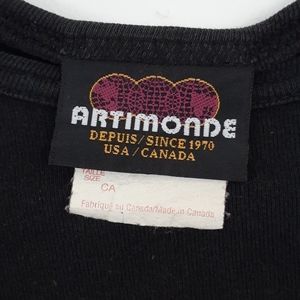 ARTIMONDE
DEPUIS/SINCE 1970
USA/CANADA
TAILLE
SIZE
CA
Fabriqué au Canada/Made in Canada